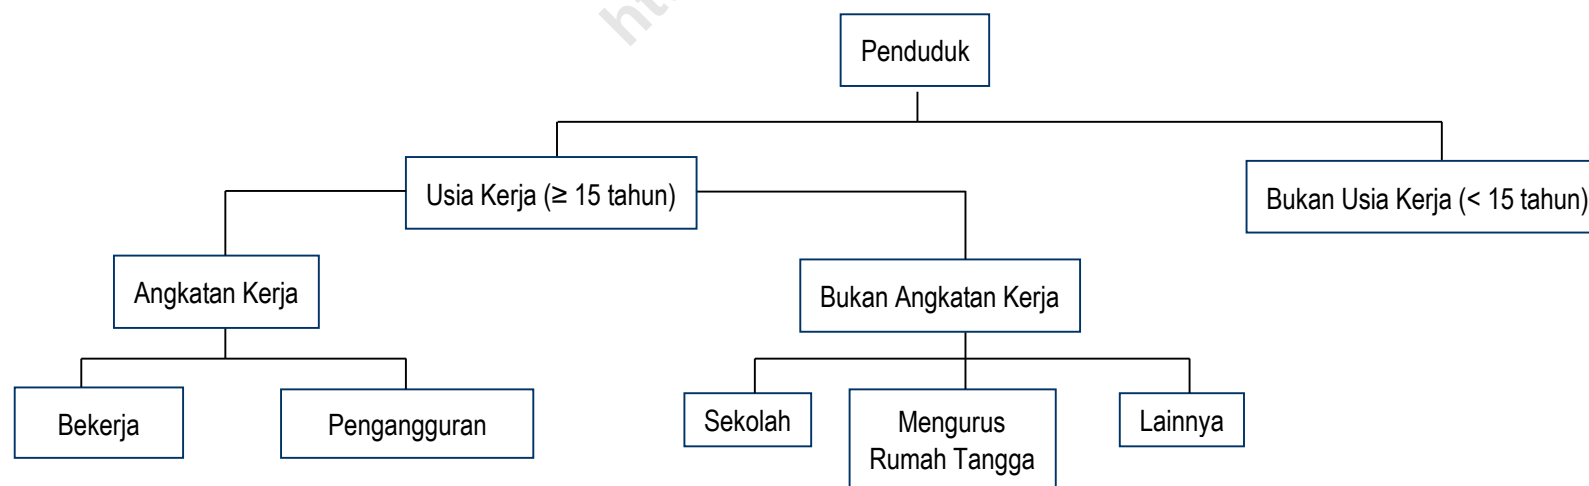 Penduduk
Usia Kerja (≥ 15 tahun)
Bukan Usia Kerja (< 15 tahun)
Angkatan Kerja
Bukan Angkatan Kerja
Bekerja
Pengangguran
Sekolah
Mengurus
Rumah Tangga
Lainnya